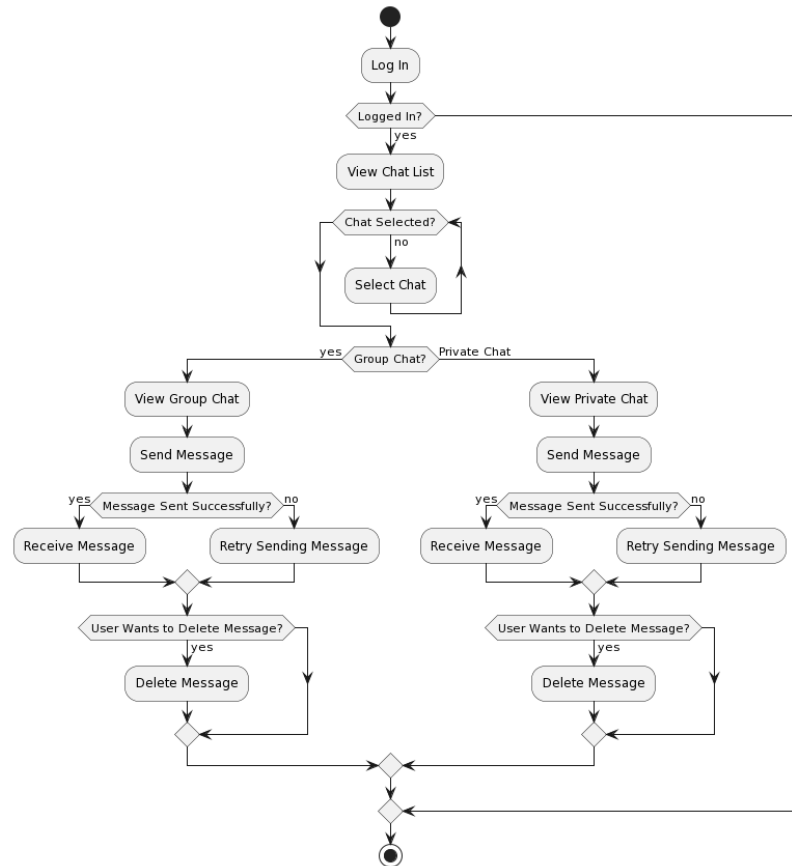 Log In
Logged In?
yes
View Chat List
Chat Selected?
no
Select Chat
yes
Group Chat?
Private Chat
View Group Chat
Send Message
yes
Message Sent Successfully?
no
Receive Message
Retry Sending Message
User Wants to Delete Message?
yes
Delete Message
View Private Chat
Send Message
yes
Message Sent Successfully?
no
Receive Message
Retry Sending Message
User Wants to Delete Message?
yes
Delete Message